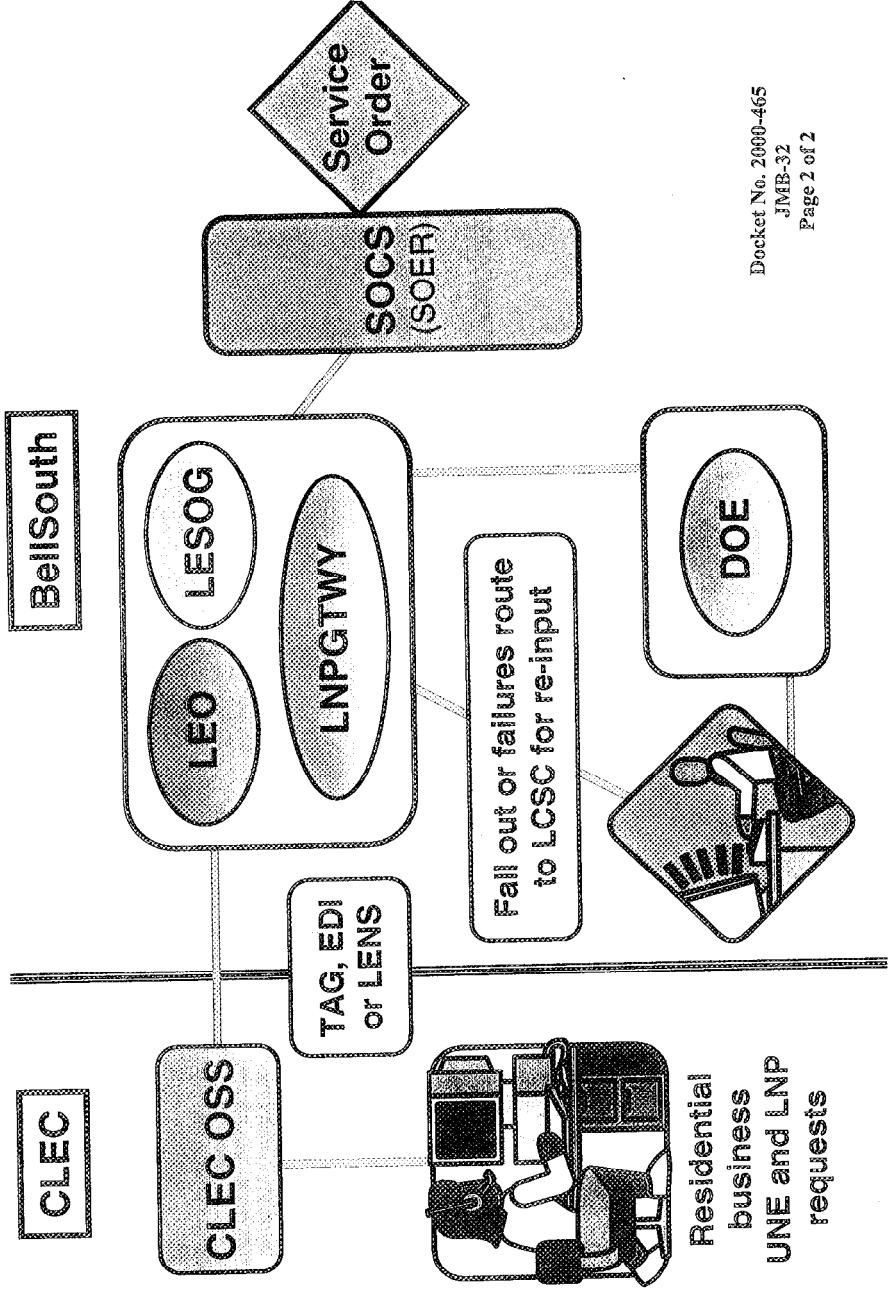 CLEC
BellSouth
CLEC OSS
TAG, EDI
or LENS
LEO
LESOG
LNPGTWY
SOCS
(SOER)
Service
Order
Residential
business
UNE and LNP
requests
Fall out or failures route
to LCSC for re-input
DOE
Docket No. 2000-465
JMB-32
Page 2 of 2